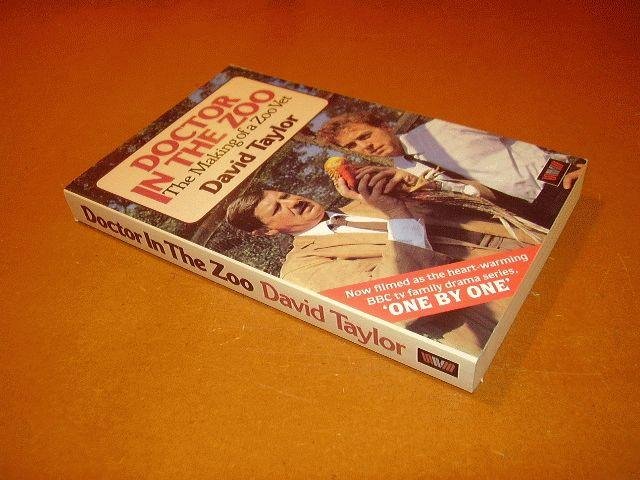 DOCTOR
IN THE ZOO
The Making of a Zoo Vet
David Taylor
Now filmed as the heart-warming
BBC tv family drama series,
'ONE BY ONE'
Doctor In The Zoo David Taylor